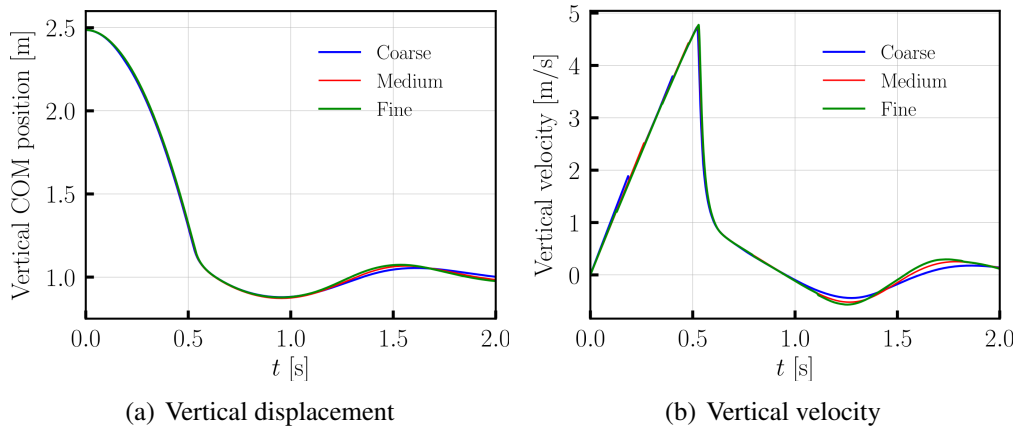 Vertical COM position [m]
2.5
2.0
1.5
1.0
Coarse
Medium
Fine
0.0
0.5
1.0
1.5
2.0
t [s]
(a) Vertical displacement
Vertical velocity [m/s]
5
4
3
2
1
0
Coarse
Medium
Fine
0.0
0.5
1.0
1.5
2.0
t [s]
(b) Vertical velocity